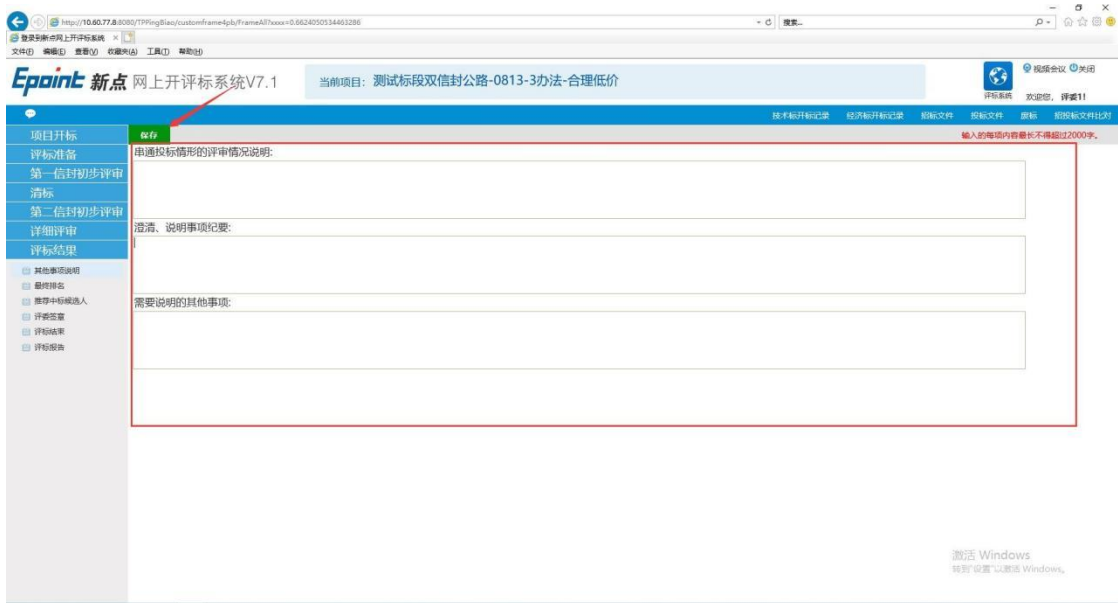 http://10.60.77.8:8080/TPPingBiao/customframe4pb/FrameAll?xxxx=0.6624050534463286
搜索...
登录到新点网上开评标系统
文件(F) 编辑(E) 查看(V) 收藏夹(A) 工具(T) 帮助(H)
Epoint 新点 网上开评标系统V7.1
当前项目: 测试标段双信封公路-0813-3办法-合理低价
视频会议 关闭
评标系统 欢迎您, 评委1!
技术标开标记录 经济标开标记录 招标文件 投标文件 废标 招投标文件比对
项目开标
保存
输入的每项内容最长不得超过2000字。
评标准备
串通投标情形的评审情况说明:
第一信封初步评审
清标
第二信封初步评审
详细评审
澄清、说明事项纪要:
评标结果
其他事项说明
最终排名
推荐中标候选人
需要说明的其他事项:
评委签章
评标结束
评标报告
激活 Windows
转到"设置"以激活 Windows。